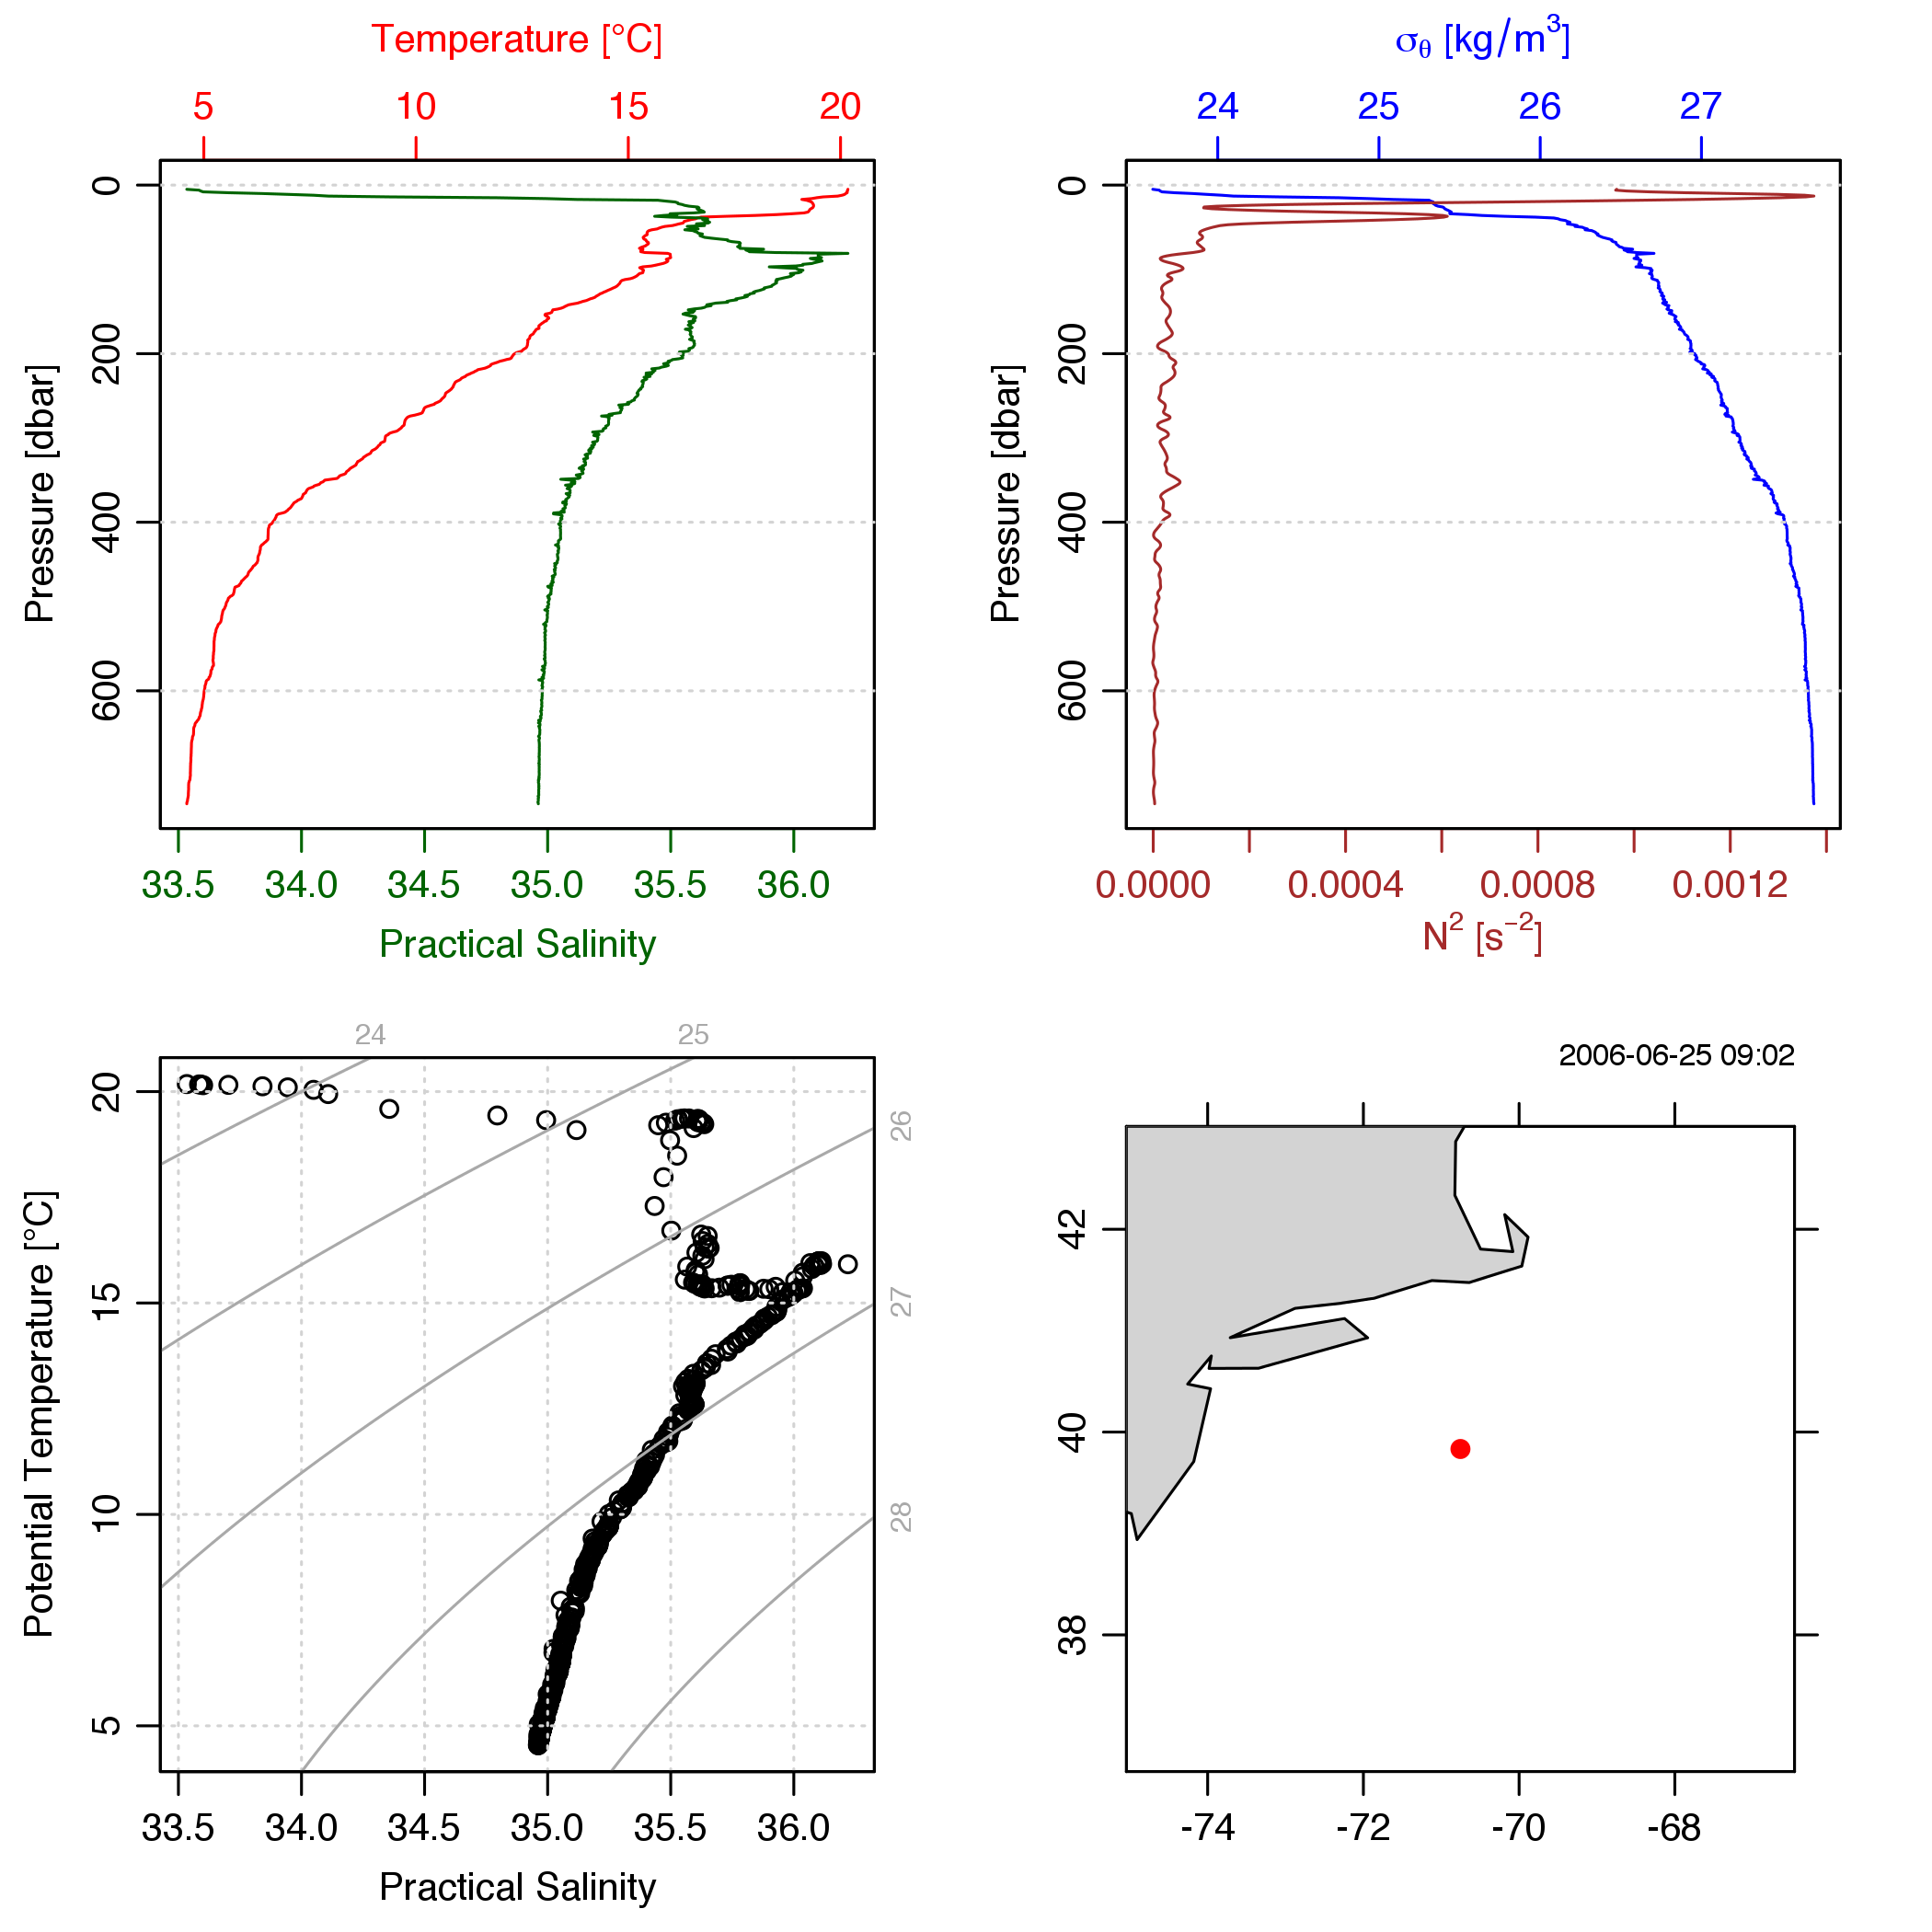 Temperature [°C]
5 10 15 20
Pressure [dbar]
0 200 400 600
33.5 34.0 34.5 35.0 35.5 36.0
Practical Salinity
σθ [kg/m³]
24 25 26 27
Pressure [dbar]
0 200 400 600
0.0000 0.0004 0.0008 0.0012
N² [s⁻²]
24 25
26
27
28
Potential Temperature [°C]
20 15 10 5
33.5 34.0 34.5 35.0 35.5 36.0
Practical Salinity
2006-06-25 09:02
42 40 38
-74 -72 -70 -68